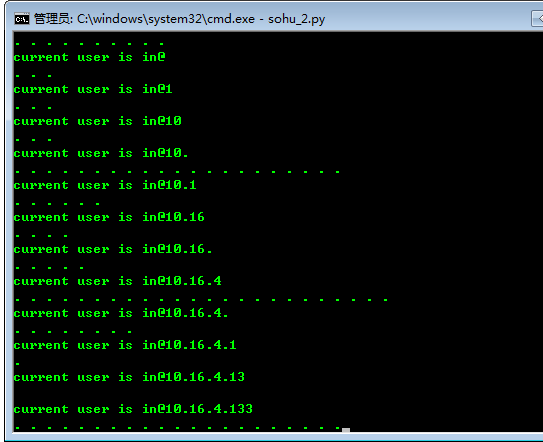 管理员: C:\windows\system32\cmd.exe - sohu_2.py
. . . . . . . . . .
current user is in@
. . .
current user is in@1
. . .
current user is in@10
. . .
current user is in@10.
. . . . . . . . . . . . . . . . . . . . .
current user is in@10.1
. . . . . .
current user is in@10.16
. . . .
current user is in@10.16.
. . . . .
current user is in@10.16.4
. . . . . . . . . . . . . . . . . . . . . . . .
current user is in@10.16.4.
. . . . . . . .
current user is in@10.16.4.1
.
current user is in@10.16.4.13
current user is in@10.16.4.133
. . . . . . . . . . . . . . . . . . . . .